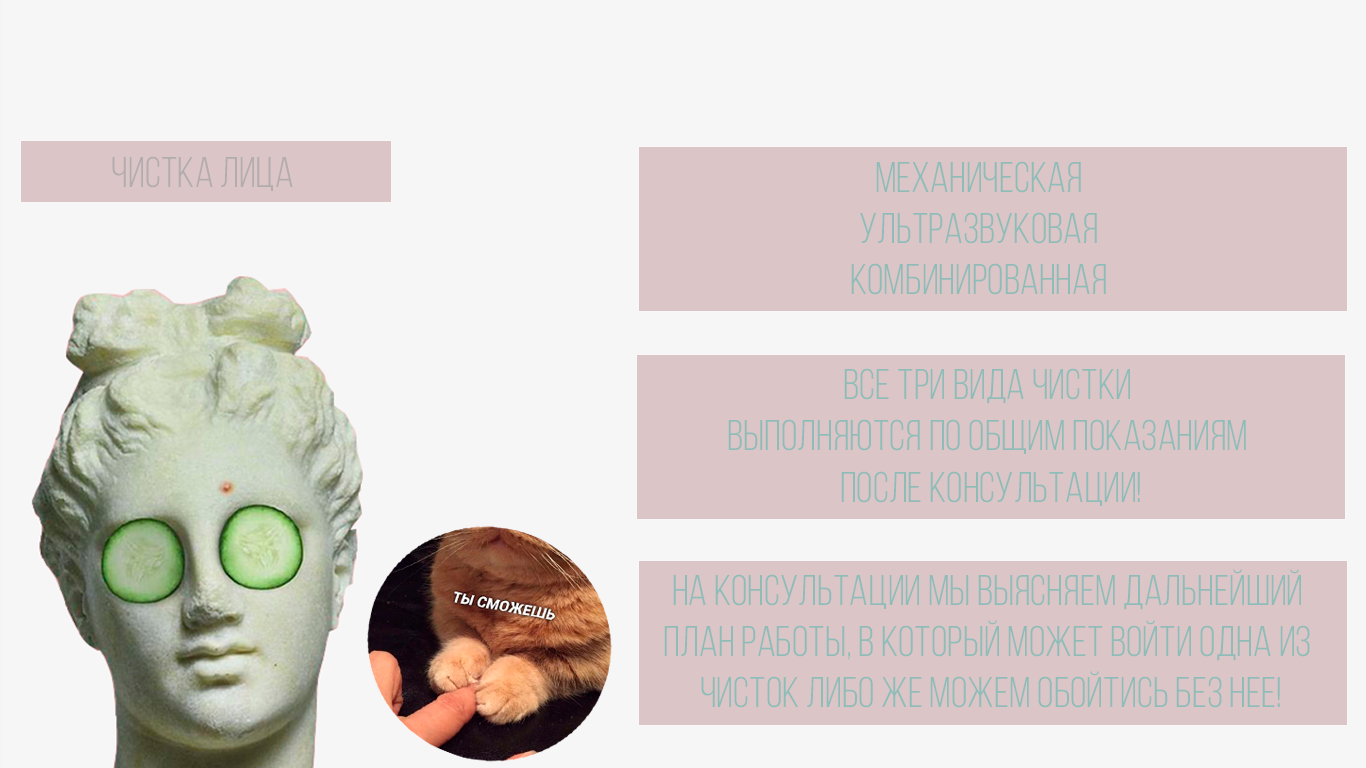 ЧИСТКА ЛИЦА
МЕХАНИЧЕСКАЯ
УЛЬТРАЗВУКОВАЯ
КОМБИНИРОВАННАЯ
ВСЕ ТРИ ВИДА ЧИСТКИ
ВЫПОЛНЯЮТСЯ ПО ОБЩИМ ПОКАЗАНИЯМ
ПОСЛЕ КОНСУЛЬТАЦИИ!
НА КОНСУЛЬТАЦИИ МЫ ВЫЯСНЯЕМ ДАЛЬНЕЙШИЙ
ПЛАН РАБОТЫ, В КОТОРЫЙ МОЖЕТ ВОЙТИ ОДНА ИЗ
ЧИСТОК ЛИБО ЖЕ МОЖЕМ ОБОЙТИСЬ БЕЗ НЕЕ!
ТЫ СМОЖЕШЬ